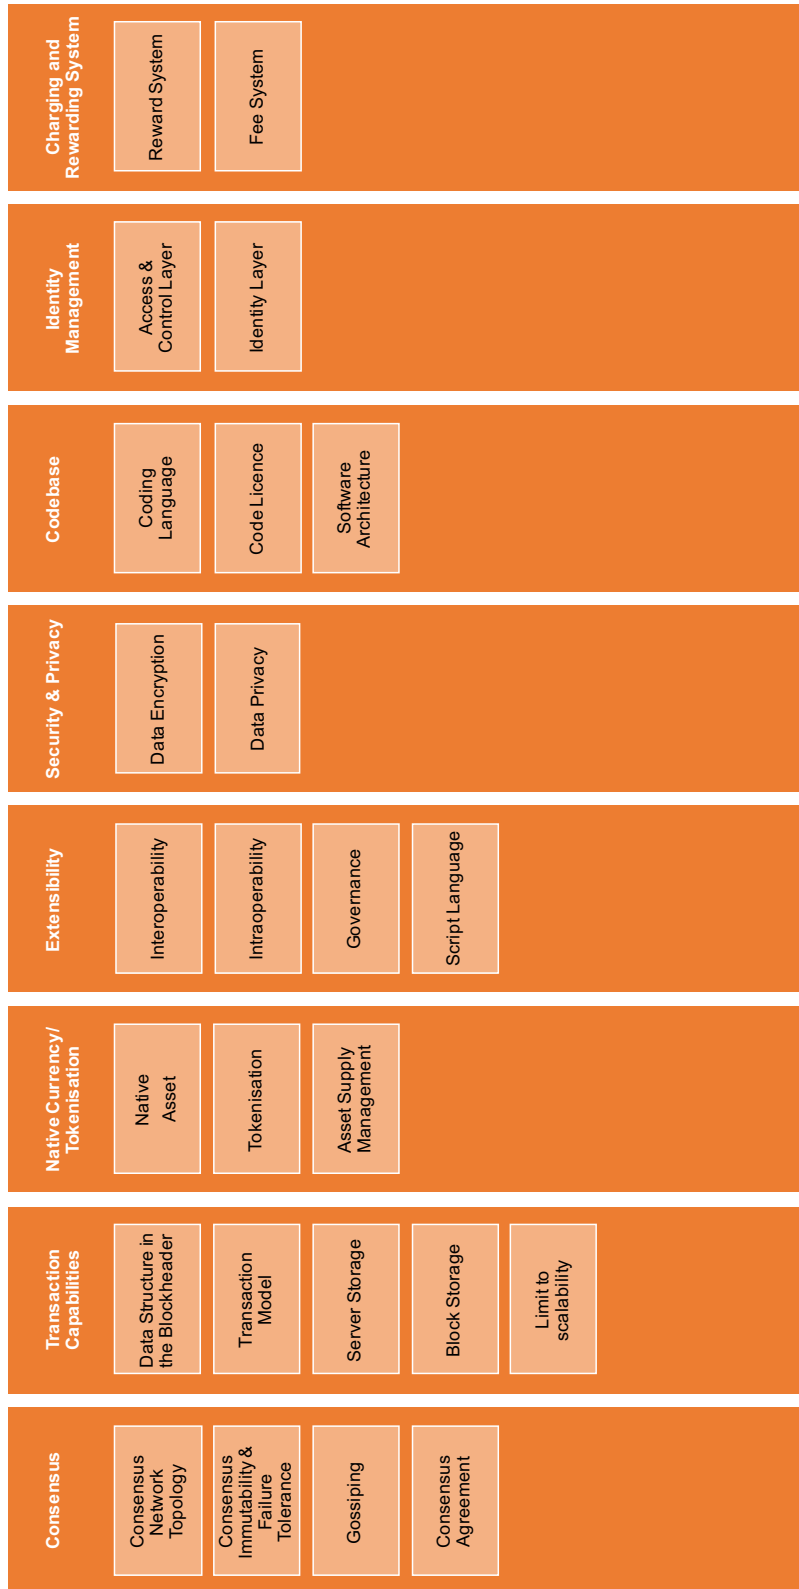 Consensus
Consensus
Network
Topology
Consensus
Immutability &
Failure
Tolerance
Gossiping
Consensus
Agreement
Transaction
Capabilities
Data Structure in
the Blockheader
Transaction
Model
Server Storage
Block Storage
Limit to
scalability
Native Currency/
Tokenisation
Native
Asset
Tokenisation
Asset Supply
Management
Extensibility
Interoperability
Intraoperability
Governance
Script Language
Security & Privacy
Data Encryption
Data Privacy
Codebase
Coding
Language
Code Licence
Software
Architecture
Identity
Management
Access &
Control Layer
Identity Layer
Charging and
Rewarding System
Reward System
Fee System